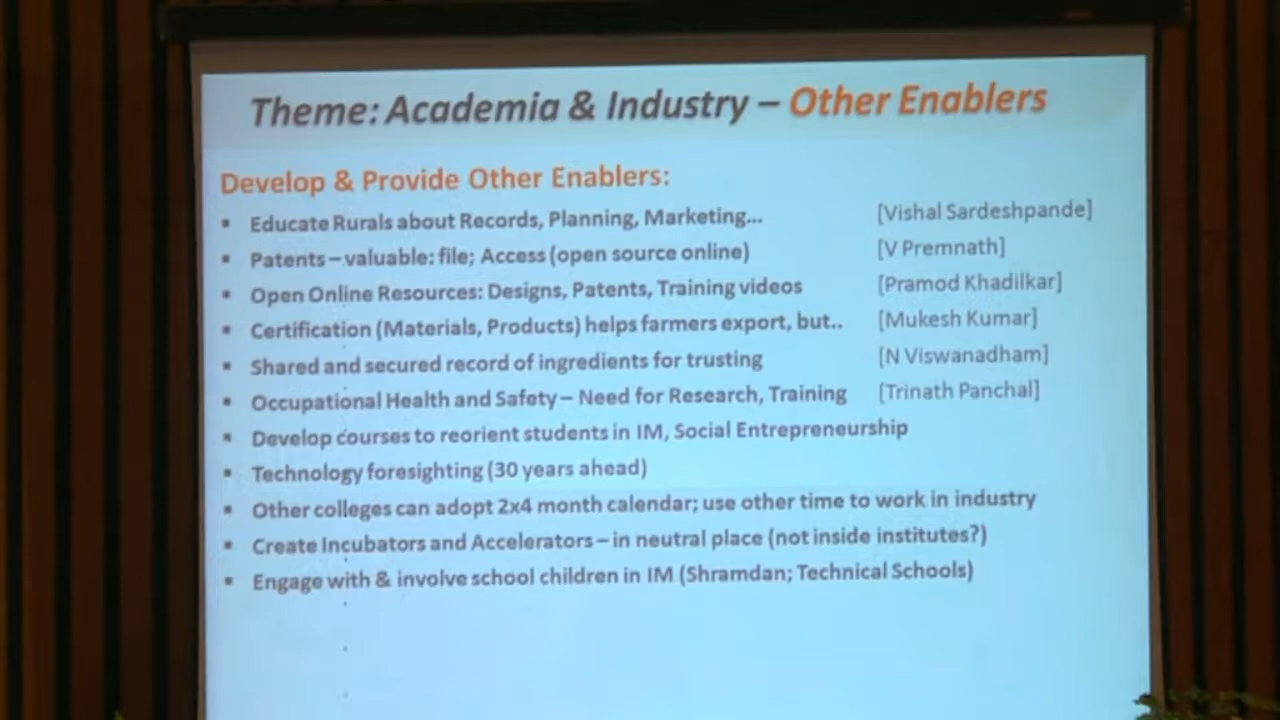 Theme: Academia & Industry – Other Enablers
Develop & Provide Other Enablers:
▪ Educate Rurals about Records, Planning, Marketing... [Vishal Sardeshpande]
▪ Patents – valuable: file; Access (open source online) [V Premnath]
▪ Open Online Resources: Designs, Patents, Training videos [Pramod Khadilkar]
▪ Certification (Materials, Products) helps farmers export, but.. [Mukesh Kumar]
▪ Shared and secured record of ingredients for trusting [N Viswanadham]
▪ Occupational Health and Safety – Need for Research, Training [Trinath Panchal]
▪ Develop courses to reorient students in IM, Social Entrepreneurship
▪ Technology foresighting (30 years ahead)
▪ Other colleges can adopt 2x4 month calendar; use other time to work in industry
▪ Create Incubators and Accelerators – in neutral place (not inside institutes?)
▪ Engage with & involve school children in IM (Shramdan; Technical Schools)